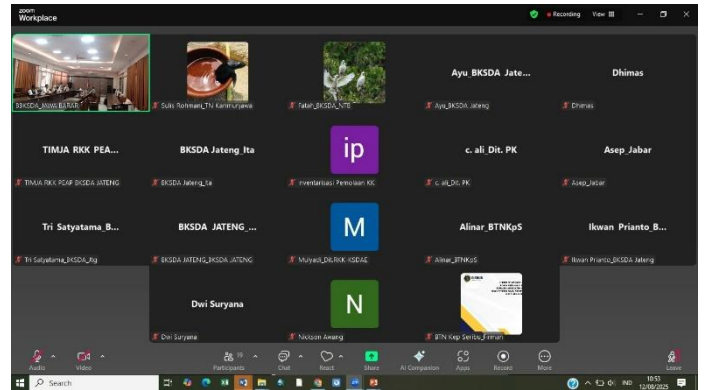 zoom
Workplace
Recording View
BBKSDA_JAWA BARAT
Sulis Rohmani_TN Karimunjawa
Fatah_BKSDA_NTB
Ayu_BKSDA Jate...
Ayu_BKSDA Jateng
Dhimas
Dhimas
TIMJA RKK PEA...
TIMJA RKK PEAP BKSDA JATENG
BKSDA Jateng_Ita
BKSDA Jateng_Ita
ip
Inventarisasi Pemolaan KK
c. ali_Dit. PK
c. ali_Dit. PK
Asep_Jabar
Asep_Jabar
Tri Satyatama_B...
Tri Satyatama_BKSDA_Jtg
BKSDA JATENG_...
BKSDA JATENG_BKSDA JATENG
M
Mulyadi_Dit.RKK-KSDAE
Alinar_BTNKpS
Alinar_BTNKpS
Ikwan Prianto_B...
Ikwan Prianto_BKSDA Jateng
Dwi Suryana
Dwi Suryana
N
Nickson Awang
BTN Kep Seribu_Firman
Audio Video Participants 19 Chat React Share AI Companion Apps Record More Leave
Search
IND
10:53
12/08/2025